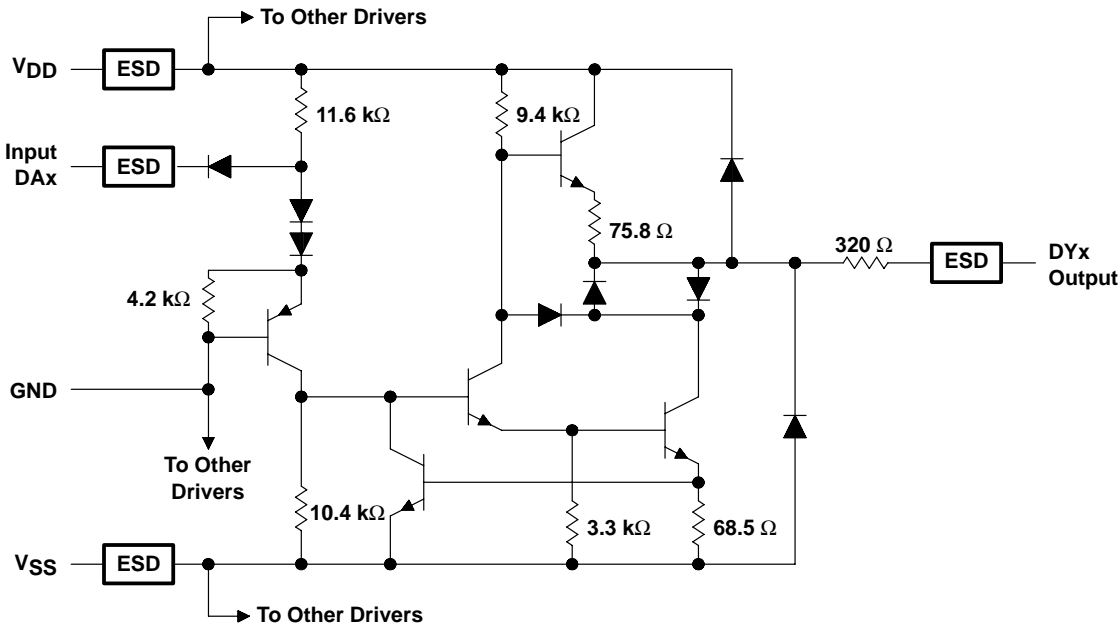 To Other Drivers
VDD
ESD
11.6 kΩ
9.4 kΩ
Input
DAx
ESD
75.8 Ω
320 Ω
ESD
DYx
Output
4.2 kΩ
GND
To Other
Drivers
10.4 kΩ
3.3 kΩ
68.5 Ω
VSS
ESD
To Other Drivers